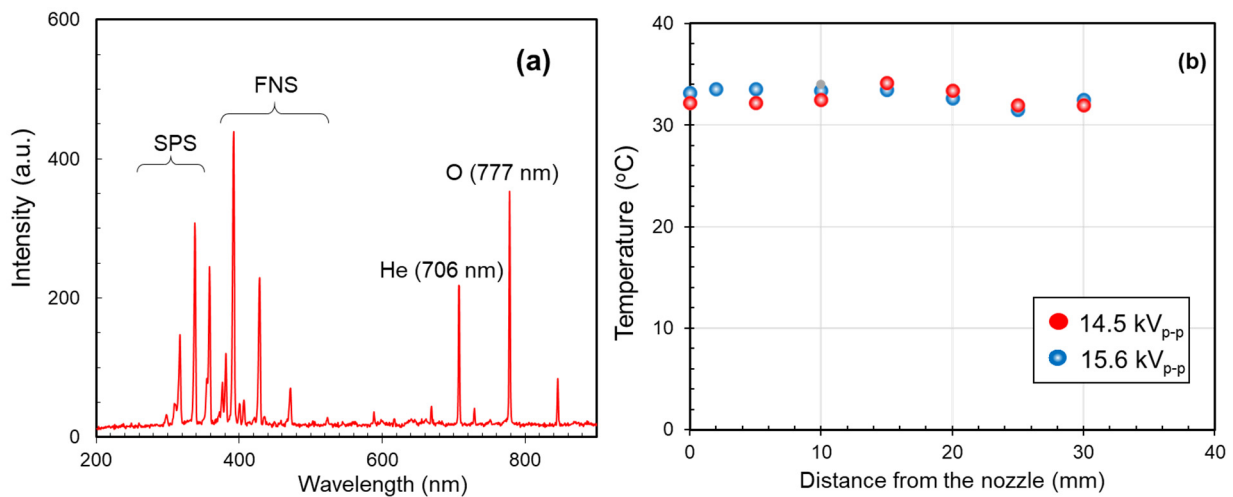 (a)
600
400
200
0
200
400
600
800
Intensity (a.u.)
Wavelength (nm)
SPS
FNS
He (706 nm)
O (777 nm)
(b)
40
30
20
10
0
0
10
20
30
40
Temperature (ºC)
Distance from the nozzle (mm)
14.5 kVp-p
15.6 kVp-p